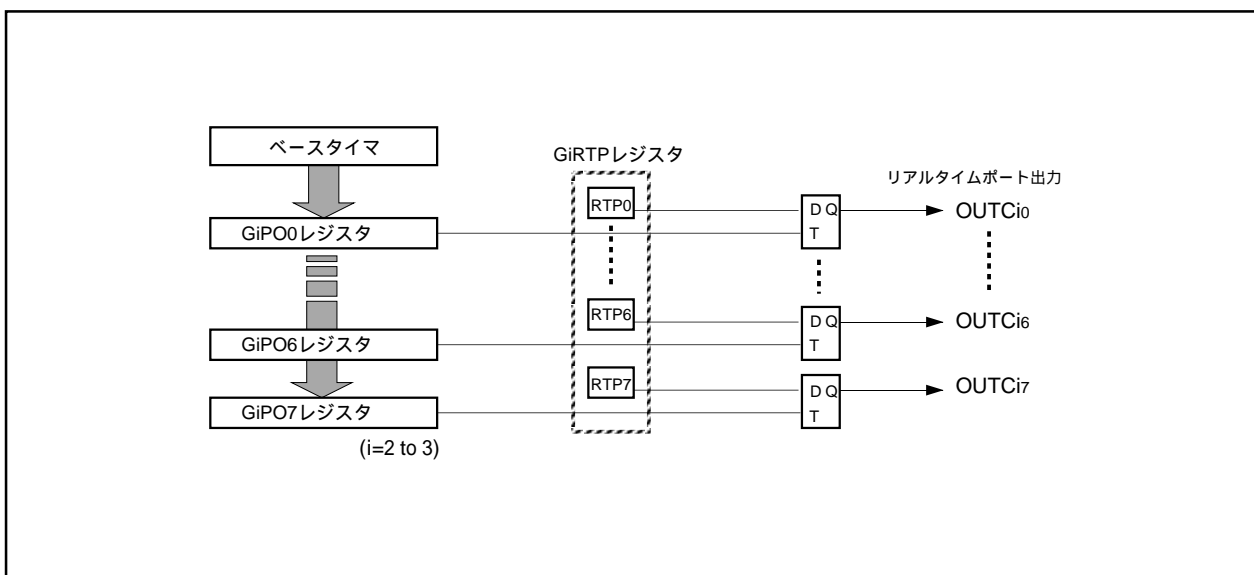 ベースタイマ
GiRTPレジスタ
リアルタイムポート出力
RTP0
D Q
T
OUTCi0
GiPO0レジスタ
RTP6
D Q
T
OUTCi6
GiPO6レジスタ
RTP7
D Q
T
OUTCi7
GiPO7レジスタ
(i=2 to 3)